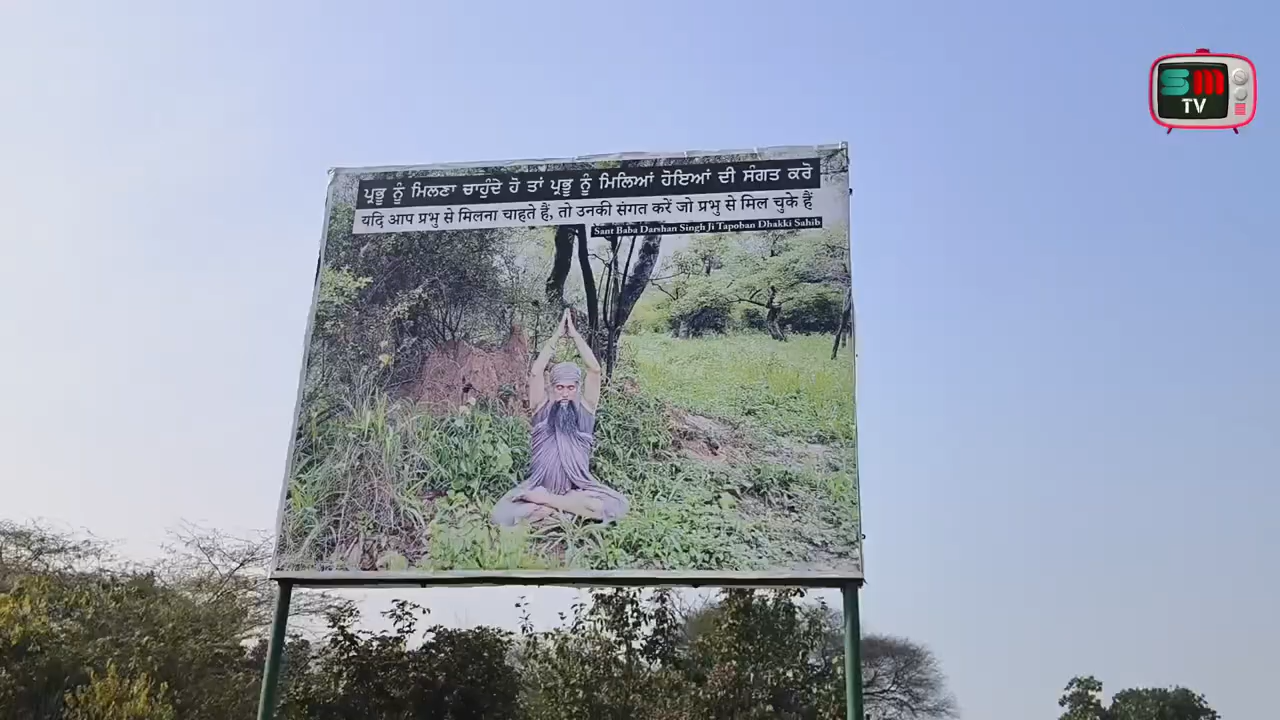 ਪ੍ਰਭੂ ਨੂੰ ਮਿਲਣਾ ਚਾਹੁੰਦੇ ਹੋ ਤਾਂ ਪ੍ਰਭੂ ਨੂੰ ਮਿਲਿਆਂ ਹੋਇਆਂ ਦੀ ਸੰਗਤ ਕਰੋ
यदि आप प्रभु से मिलना चाहते हैं, तो उनकी संगत करें जो प्रभु से मिल चुके हैं
Sant Baba Darshan Singh Ji Tapoban Dhakki Sahib
SM
TV